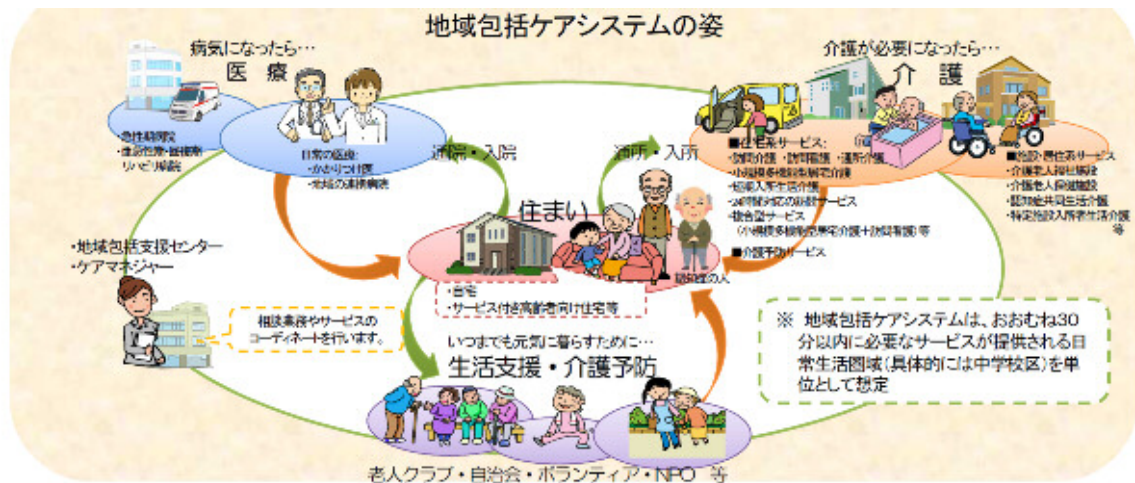 地域包括ケアシステムの姿
病気になったら…
医 療
介護が必要になったら…
介 護
・急性期病院
・亜急性期・回復期
リハビリ病院
日常の医療:
・かかりつけ医
・地域の連携病院
通院・入院
通所・入所
■在宅系サービス:
・訪問介護 ・訪問看護 ・通所介護
・小規模多機能型居宅介護
・短期入所生活介護
・24時間対応の訪問サービス
・複合型サービス
(小規模多機能型居宅介護+訪問看護)等
■介護予防サービス
■施設・居住系サービス
・介護老人福祉施設
・介護老人保健施設
・認知症共同生活介護
・特定施設入所者生活介護
等
住まい
認知症の人
・自宅
・サービス付き高齢者向け住宅等
・地域包括支援センター
・ケアマネジャー
相談業務やサービスの
コーディネートを行います。
いつまでも元気に暮らすために…
生活支援・介護予防
※ 地域包括ケアシステムは、おおむね30
分以内に必要なサービスが提供される日
常生活圏域(具体的には中学校区)を単
位として想定
老人クラブ・自治会・ボランティア・NPO 等